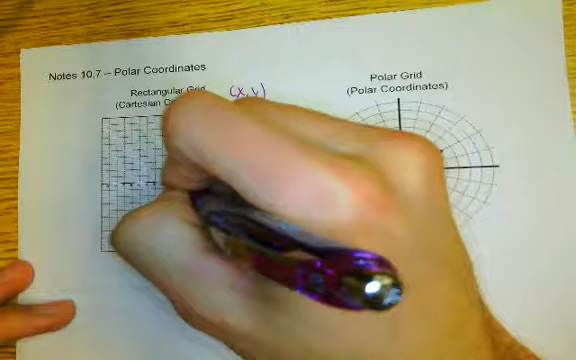 Notes 10.7 – Polar Coordinates
Rectangular Grid (x, y)
(Cartesian
Polar Grid
(Polar Coordinates)